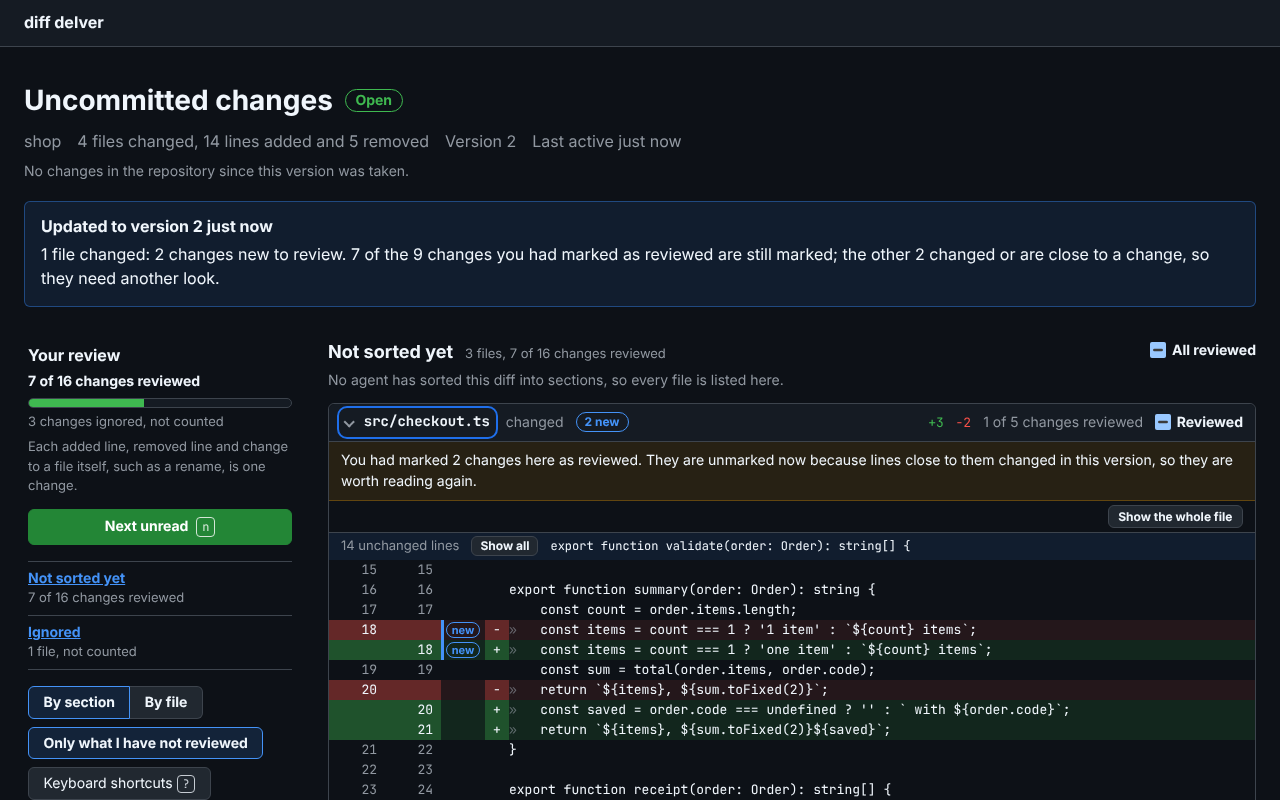 diff delver
Uncommitted changes Open
shop 4 files changed, 14 lines added and 5 removed Version 2 Last active just now
No changes in the repository since this version was taken.
Updated to version 2 just now
1 file changed: 2 changes new to review. 7 of the 9 changes you had marked as reviewed are still marked; the other 2 changed or are close to a change, so
they need another look.
Your review
7 of 16 changes reviewed
3 changes ignored, not counted
Each added line, removed line and change
to a file itself, such as a rename, is one
change.
Next unread n
Not sorted yet
7 of 16 changes reviewed
Ignored
1 file, not counted
By section By file
Only what I have not reviewed
Keyboard shortcuts ?
Not sorted yet 3 files, 7 of 16 changes reviewed All reviewed
No agent has sorted this diff into sections, so every file is listed here.
src/checkout.ts changed 2 new +3 -2 1 of 5 changes reviewed Reviewed
You had marked 2 changes here as reviewed. They are unmarked now because lines close to them changed in this version, so they are
worth reading again.
Show the whole file
14 unchanged lines Show all export function validate(order: Order): string[] {
15 15
16 16 export function summary(order: Order): string {
17 17 const count = order.items.length;
18 new - » const items = count === 1 ? '1 item' : `${count} items`;
18 new + » const items = count === 1 ? 'one item' : `${count} items`;
19 19 const sum = total(order.items, order.code);
20 - » return `${items}, ${sum.toFixed(2)}`;
20 + » const saved = order.code === undefined ? '' : ` with ${order.code}`;
21 + » return `${items}, ${sum.toFixed(2)}${saved}`;
21 22 }
22 23
23 24 export function receipt(order: Order): string[] {